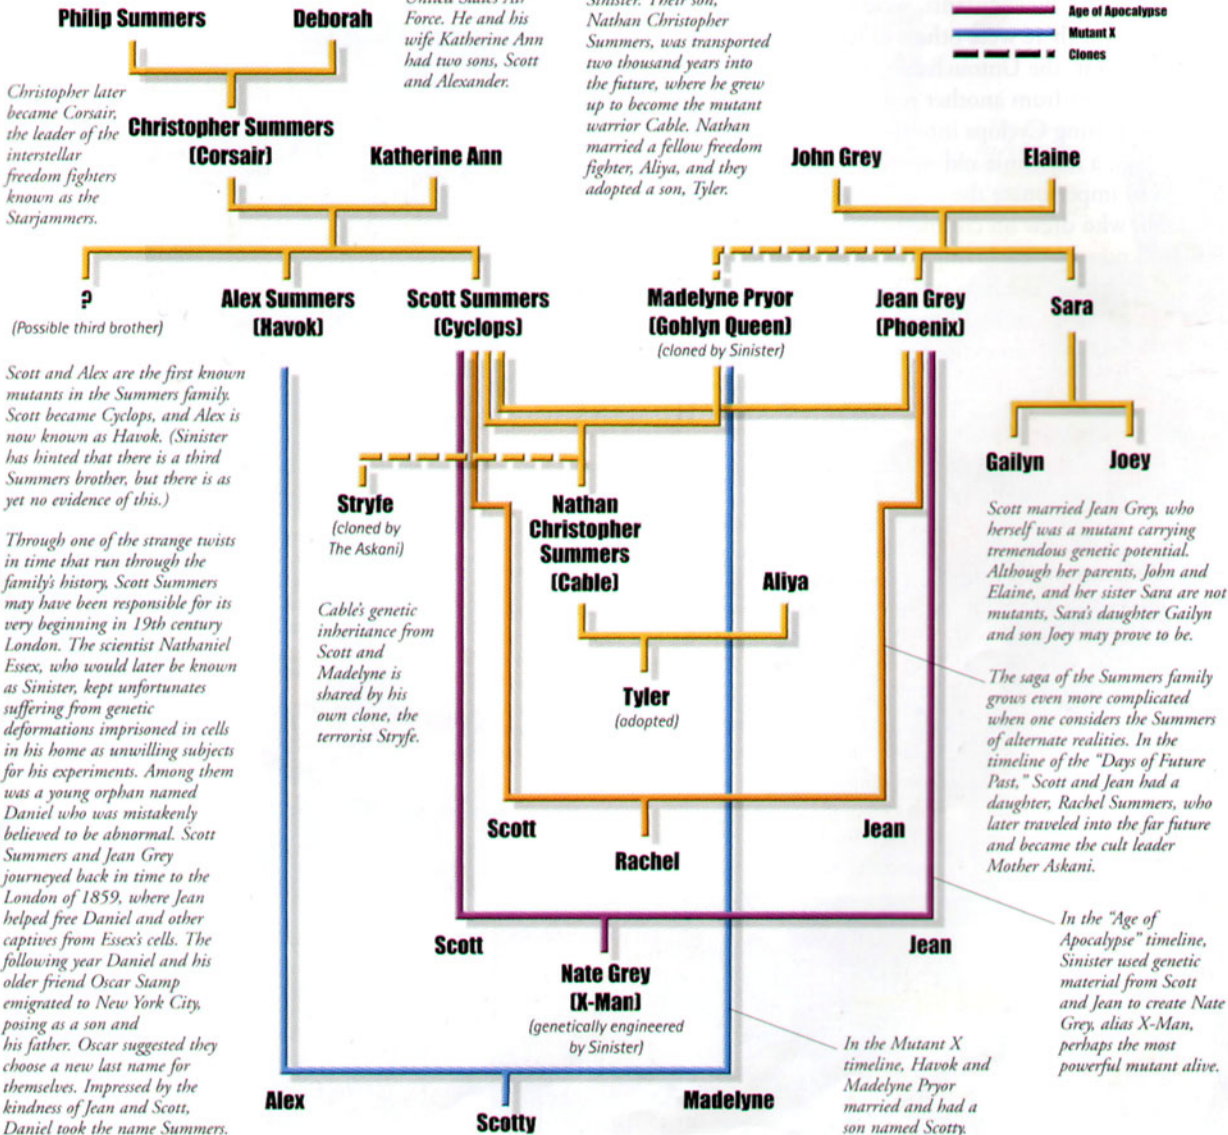 Philip Summers
Deborah
United States Air
Force. He and his
wife Katherine Ann
had two sons, Scott
and Alexander.
Sinister. Their son,
Nathan Christopher
Summers, was transported
two thousand years into
the future, where he grew
up to become the mutant
warrior Cable. Nathan
married a fellow freedom
fighter, Aliya, and they
adopted a son, Tyler.
Age of Apocalypse
Mutant X
Clones
Christopher later
became Corsair,
the leader of the
interstellar
freedom fighters
known as the
Starjammers.
Christopher Summers
(Corsair)
Katherine Ann
John Grey
Elaine
?
(Possible third brother)
Alex Summers
(Havok)
Scott Summers
(Cyclops)
Madelyne Pryor
(Goblyn Queen)
(cloned by Sinister)
Jean Grey
(Phoenix)
Sara
Gailyn
Joey
Scott and Alex are the first known
mutants in the Summers family.
Scott became Cyclops, and Alex is
now known as Havok. (Sinister
has hinted that there is a third
Summers brother, but there is as
yet no evidence of this.)
Through one of the strange twists
in time that run through the
family's history, Scott Summers
may have been responsible for its
very beginning in 19th century
London. The scientist Nathaniel
Essex, who would later be known
as Sinister, kept unfortunates
suffering from genetic
deformations imprisoned in cells
in his home as unwilling subjects
for his experiments. Among them
was a young orphan named
Daniel who was mistakenly
believed to be abnormal. Scott
Summers and Jean Grey
journeyed back in time to the
London of 1859, where Jean
helped free Daniel and other
captives from Essex's cells. The
following year Daniel and his
older friend Oscar Stamp
emigrated to New York City,
posing as a son and
his father. Oscar suggested they
choose a new last name for
themselves. Impressed by the
kindness of Jean and Scott,
Daniel took the name Summers.
Stryfe
(cloned by
The Askani)
Nathan
Christopher
Summers
(Cable)
Aliya
Cable's genetic
inheritance from
Scott and
Madelyne is
shared by his
own clone, the
terrorist Stryfe.
Tyler
(adopted)
Scott married Jean Grey, who
herself was a mutant carrying
tremendous genetic potential.
Although her parents, John and
Elaine, and her sister Sara are not
mutants, Sara's daughter Gailyn
and son Joey may prove to be.
The saga of the Summers family
grows even more complicated
when one considers the Summers
of alternate realities. In the
timeline of the "Days of Future
Past," Scott and Jean had a
daughter, Rachel Summers, who
later traveled into the far future
and became the cult leader
Mother Askani.
Scott
Jean
Rachel
In the "Age of
Apocalypse" timeline,
Sinister used genetic
material from Scott
and Jean to create Nate
Grey, alias X-Man,
perhaps the most
powerful mutant alive.
Scott
Jean
Nate Grey
(X-Man)
(genetically engineered
by Sinister)
In the Mutant X
timeline, Havok and
Madelyne Pryor
married and had a
son named Scotty.
Alex
Madelyne
Scotty